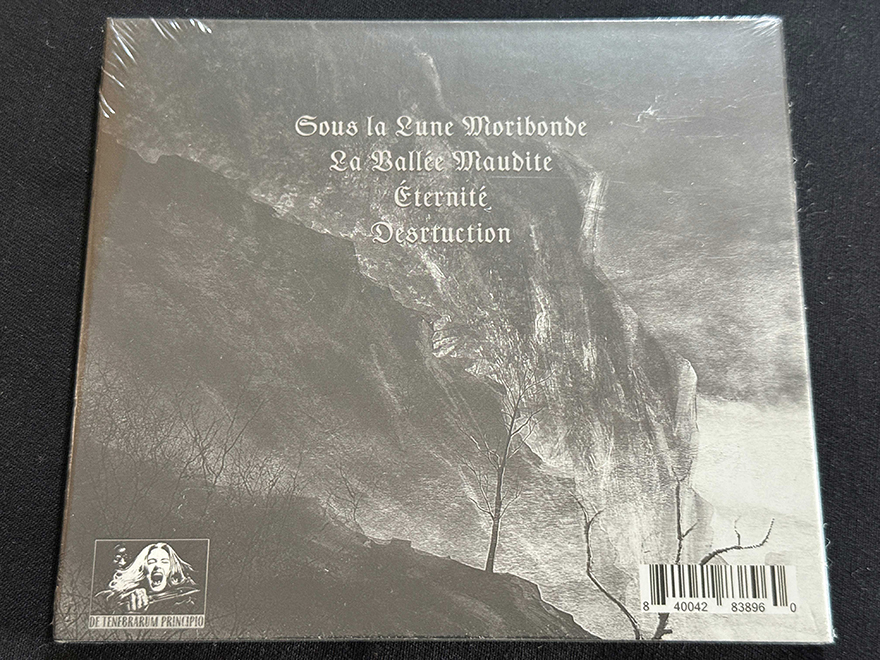 Sous la Lune Moribonde
La Vallée Maudite
Éternité
Desrtuction
DE TENEBRARUM PRINCIPIO
8 40042 83896 0